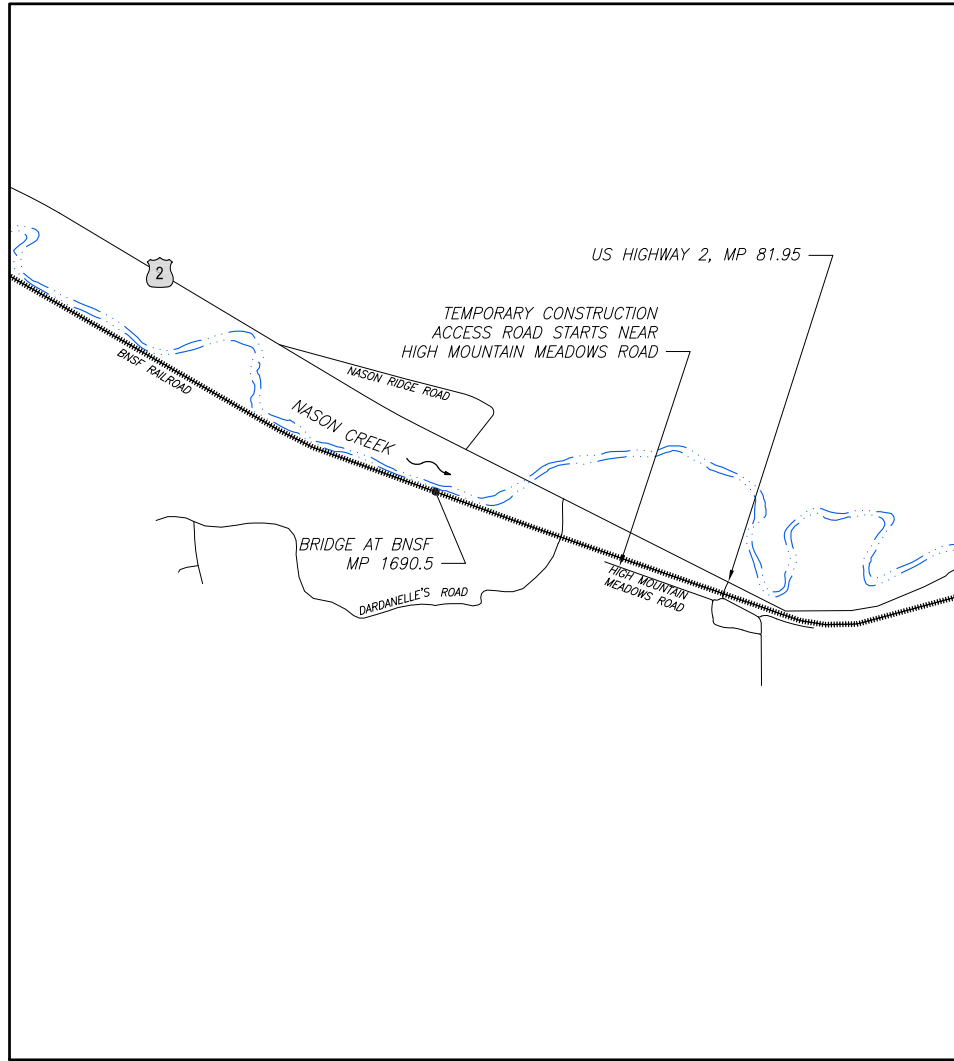 US HIGHWAY 2, MP 81.95
2
TEMPORARY CONSTRUCTION
ACCESS ROAD STARTS NEAR
HIGH MOUNTAIN MEADOWS ROAD
BNSF RAILROAD
NASON RIDGE ROAD
NASON CREEK
BRIDGE AT BNSF
MP 1690.5
HIGH MOUNTAIN
MEADOWS ROAD
DARDANELLE'S ROAD